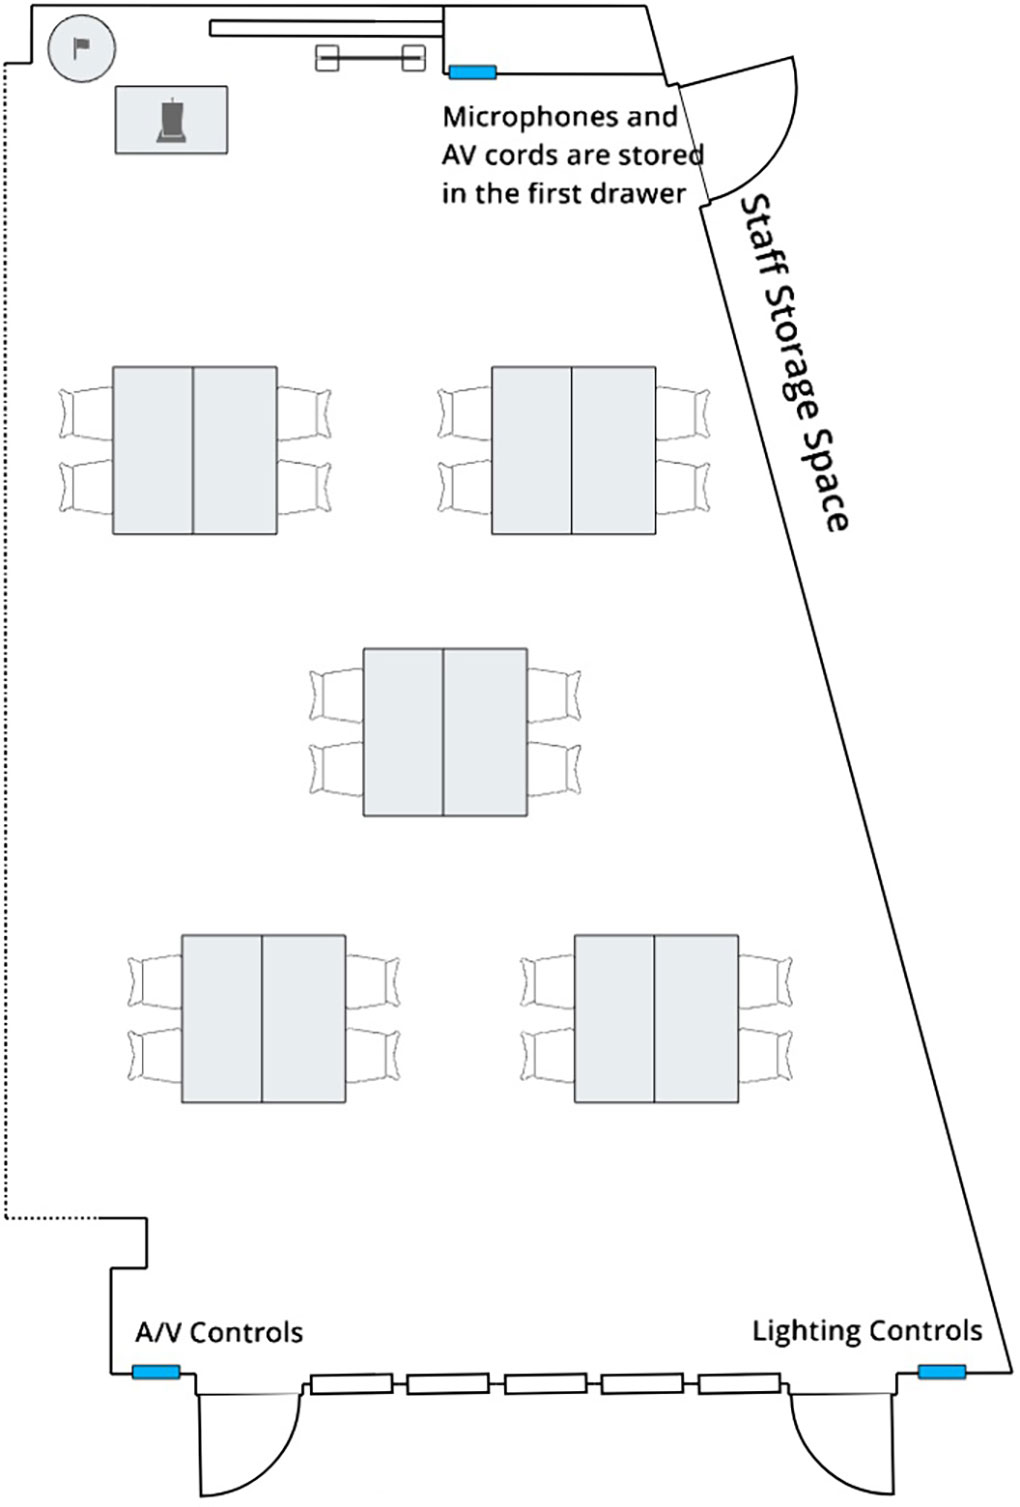 Microphones and
AV cords are stored
in the first drawer
Staff Storage Space
A/V Controls
Lighting Controls